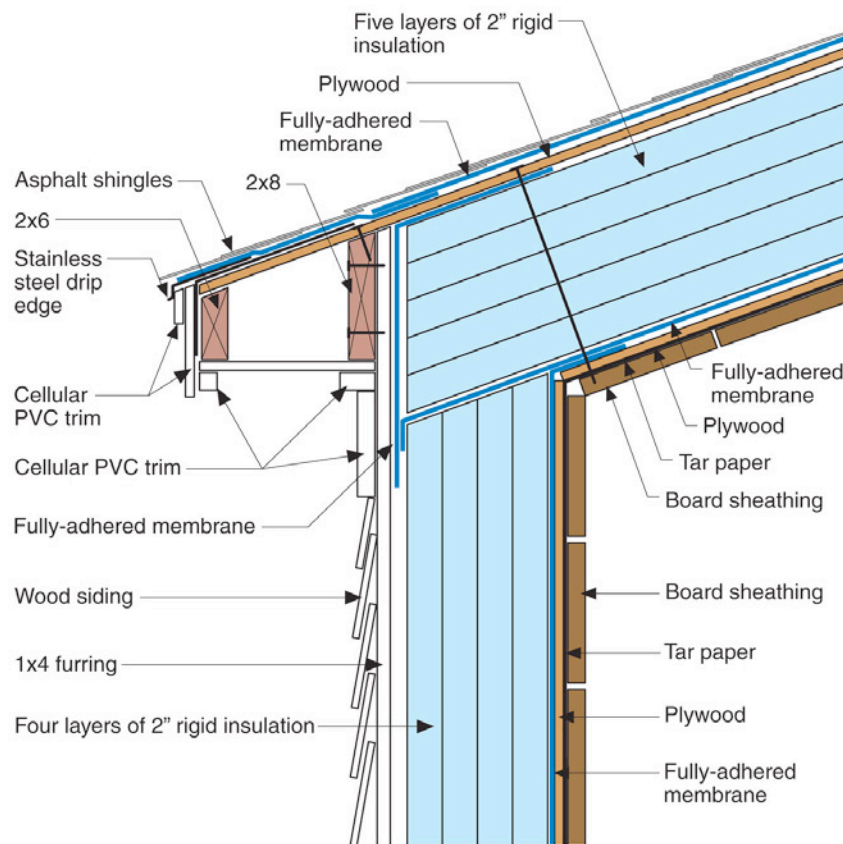 Five layers of 2” rigid
insulation
Plywood
Fully-adhered
membrane
Asphalt shingles
2x8
2x6
Stainless
steel drip
edge
Fully-adhered
membrane
Cellular
PVC trim
Plywood
Cellular PVC trim
Tar paper
Board sheathing
Fully-adhered membrane
Wood siding
Board sheathing
1x4 furring
Tar paper
Four layers of 2” rigid insulation
Plywood
Fully-adhered
membrane